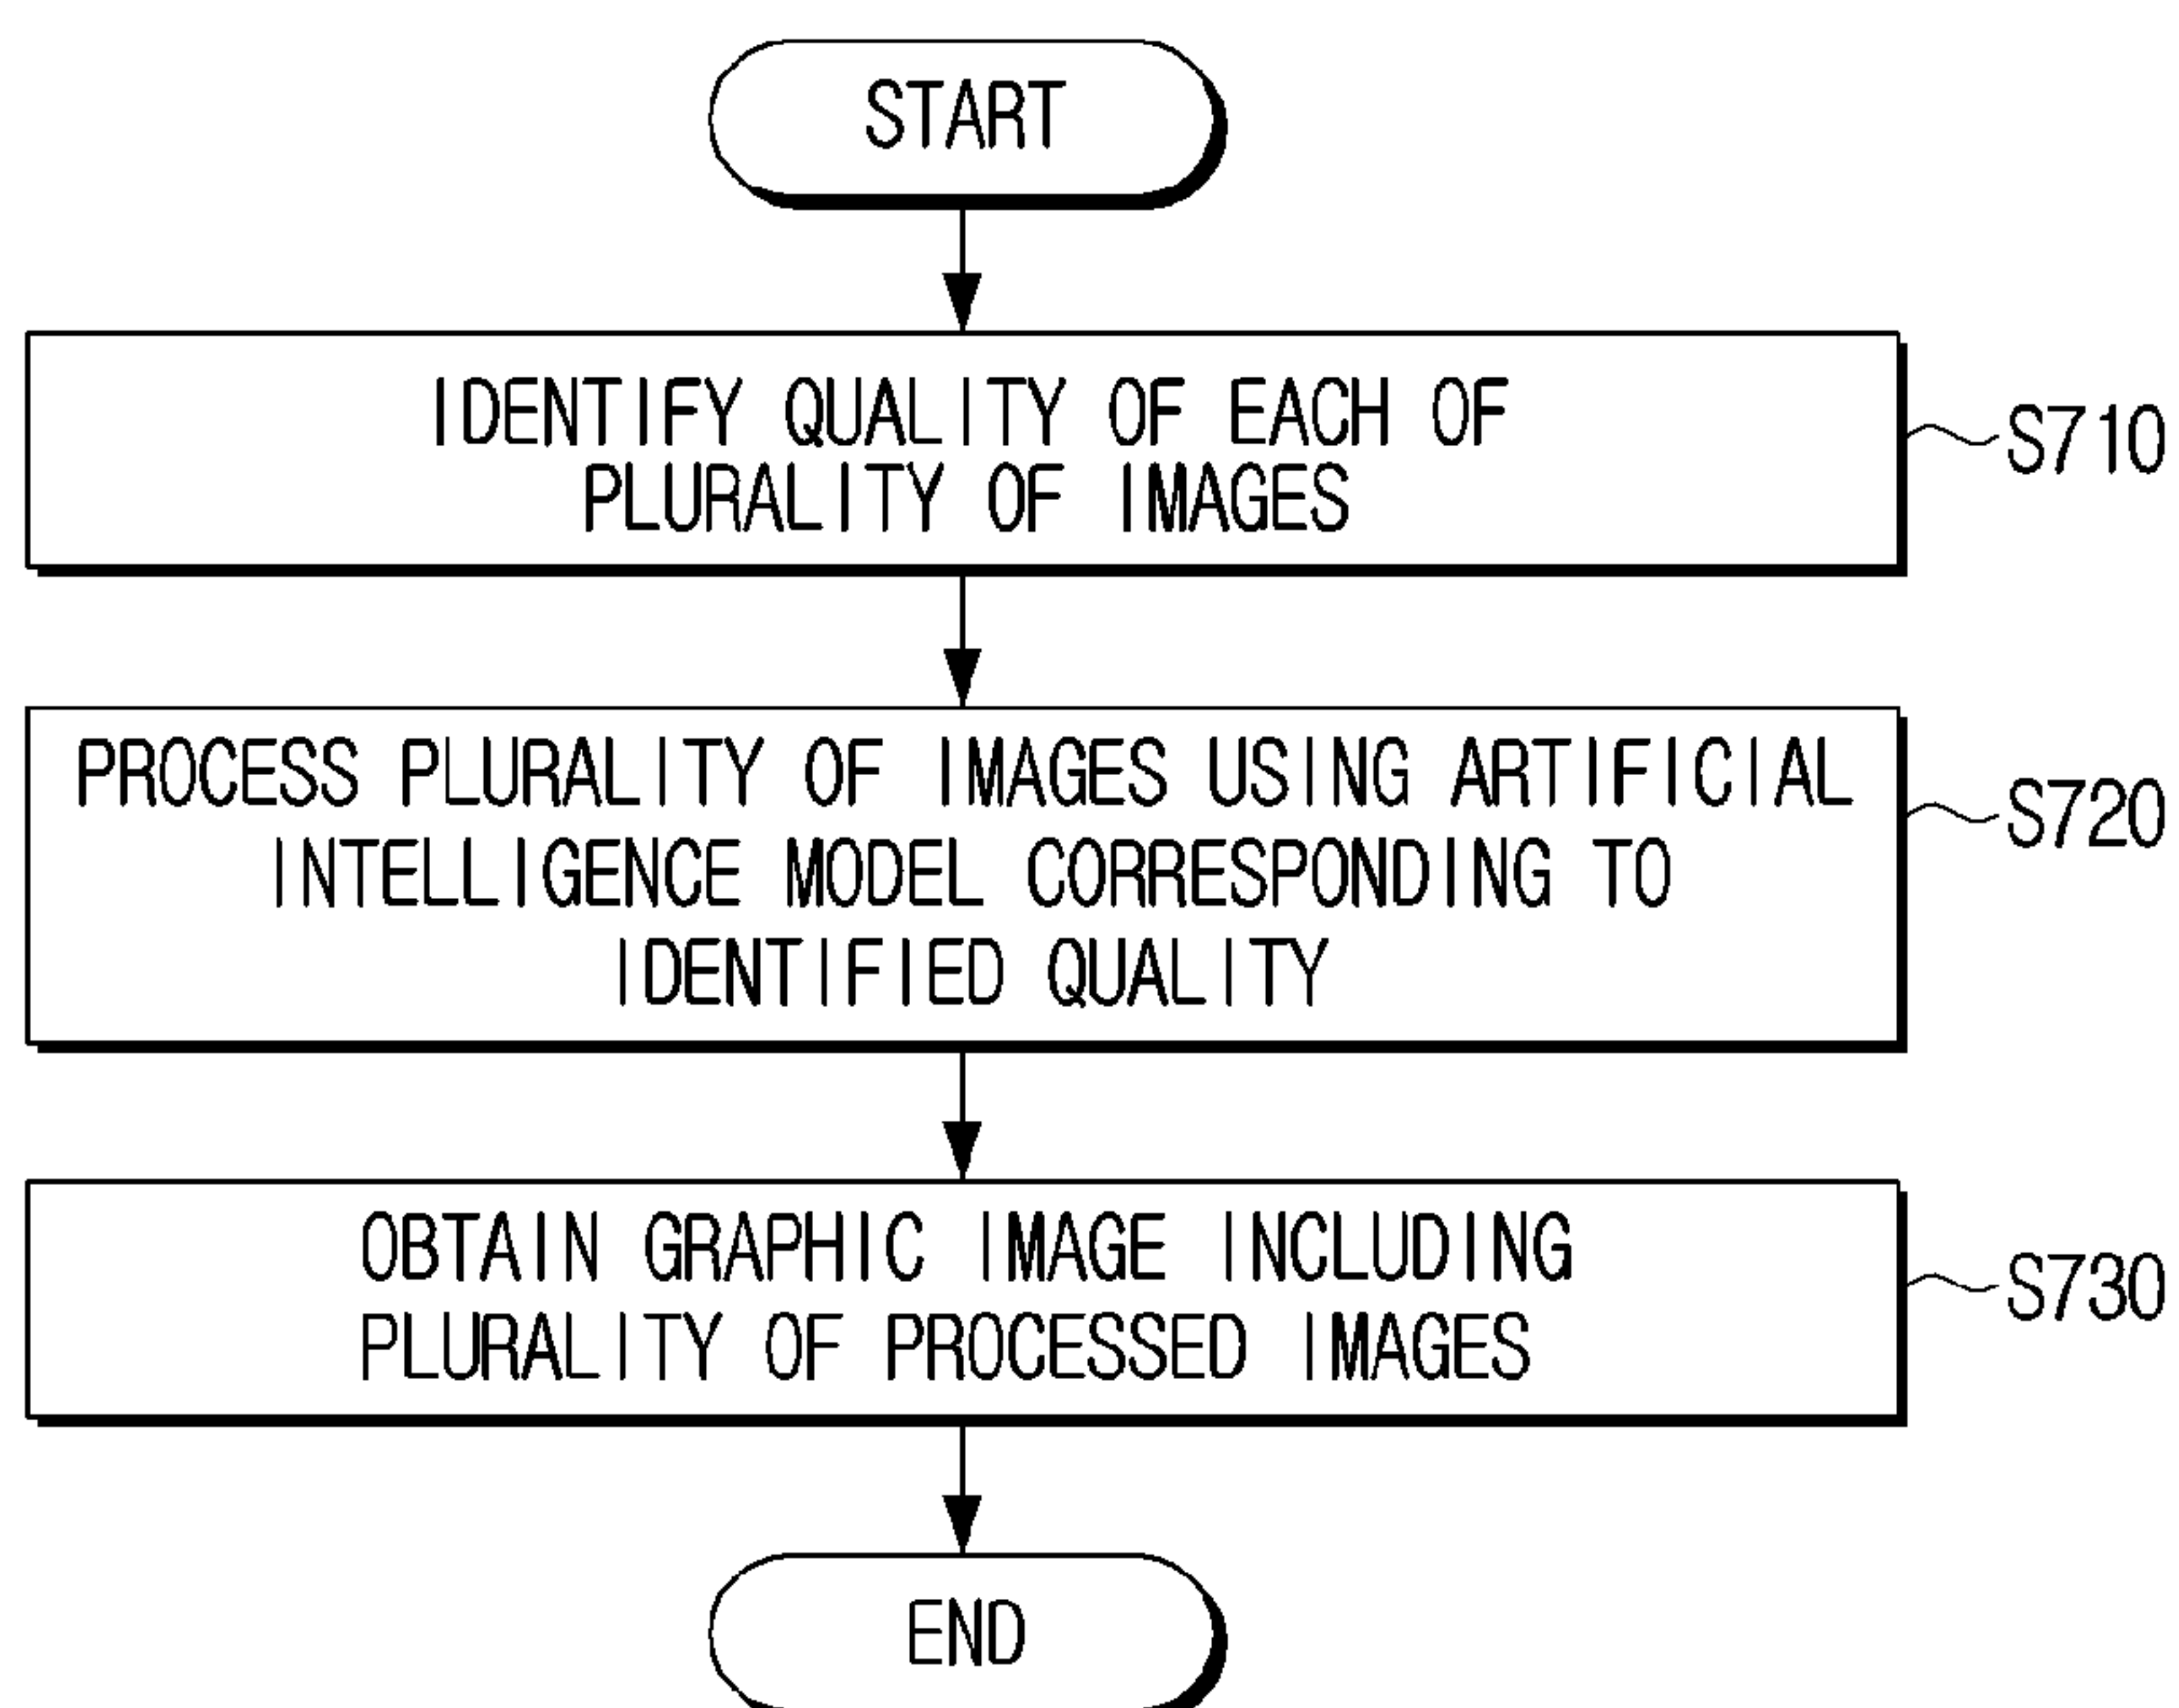 START
IDENTIFY QUALITY OF EACH OF
PLURALITY OF IMAGES
S710
PROCESS PLURALITY OF IMAGES USING ARTIFICIAL
INTELLIGENCE MODEL CORRESPONDING TO
IDENTIFIED QUALITY
S720
OBTAIN GRAPHIC IMAGE INCLUDING
PLURALITY OF PROCESSED IMAGES
S730
END